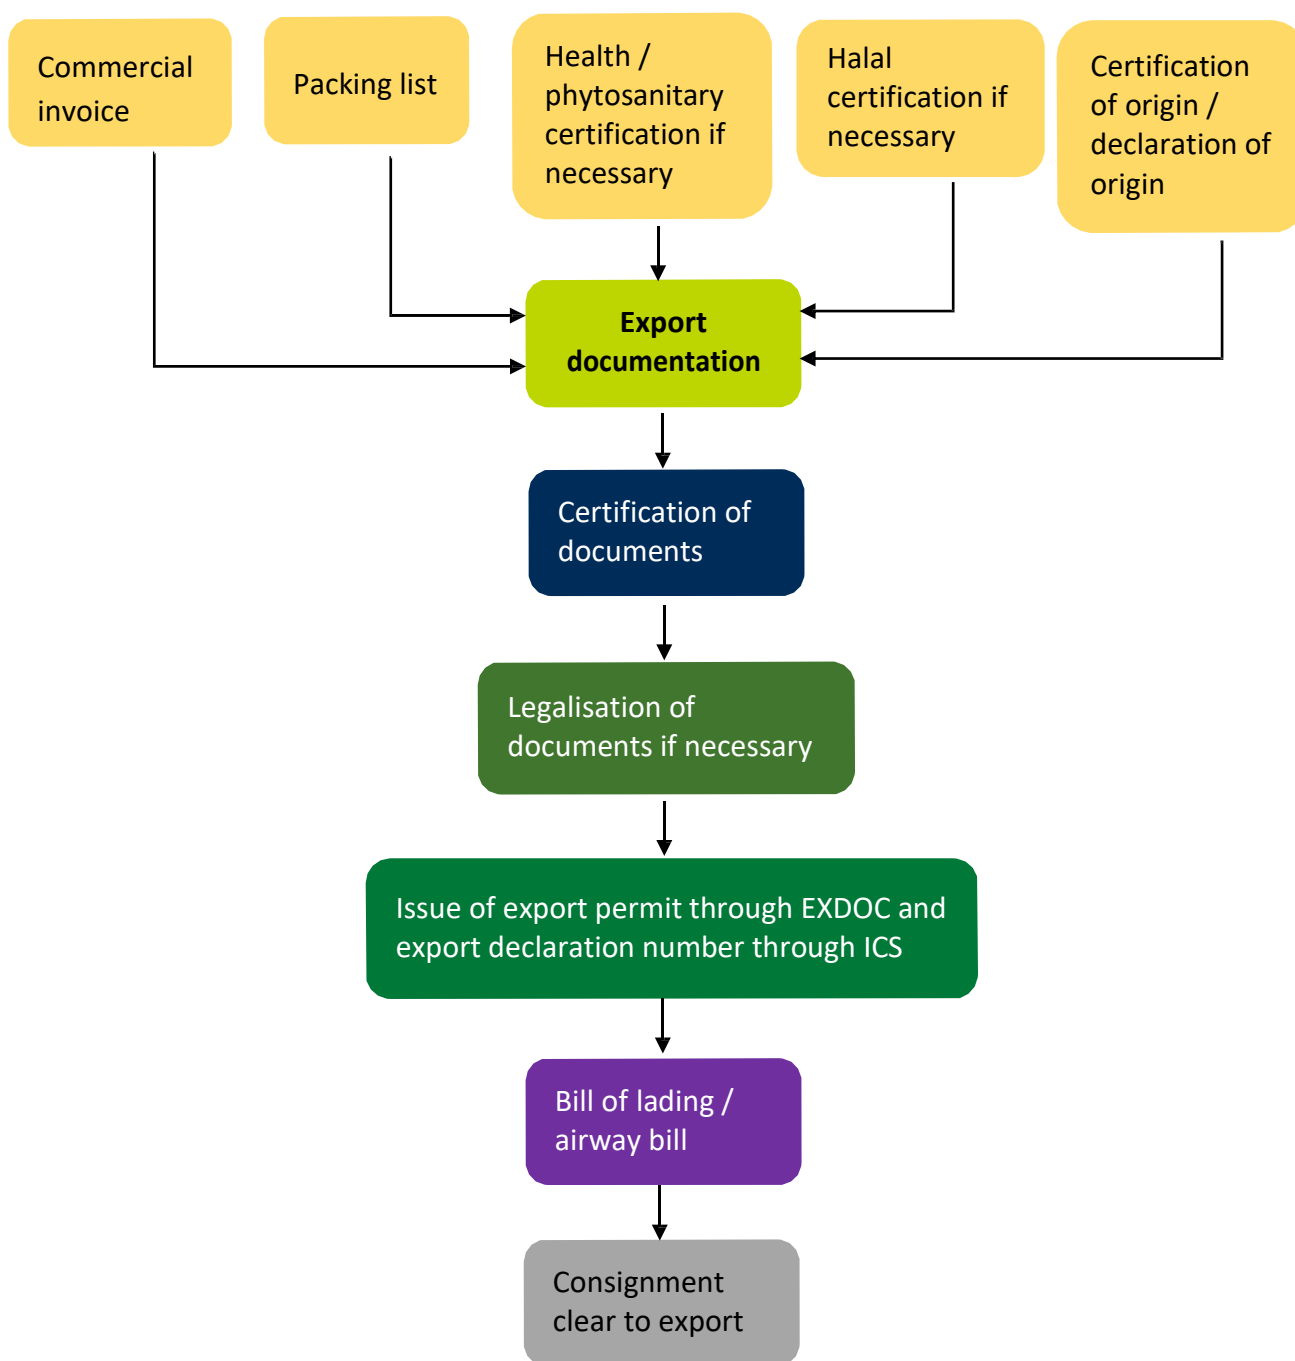 Commercial
invoice
Packing list
Health /
phytosanitary
certification if
necessary
Halal
certification if
necessary
Certification
of origin /
declaration of
origin
Export
documentation
Certification of
documents
Legalisation of
documents if necessary
Issue of export permit through EXDOC and
export declaration number through ICS
Bill of lading /
airway bill
Consignment
clear to export